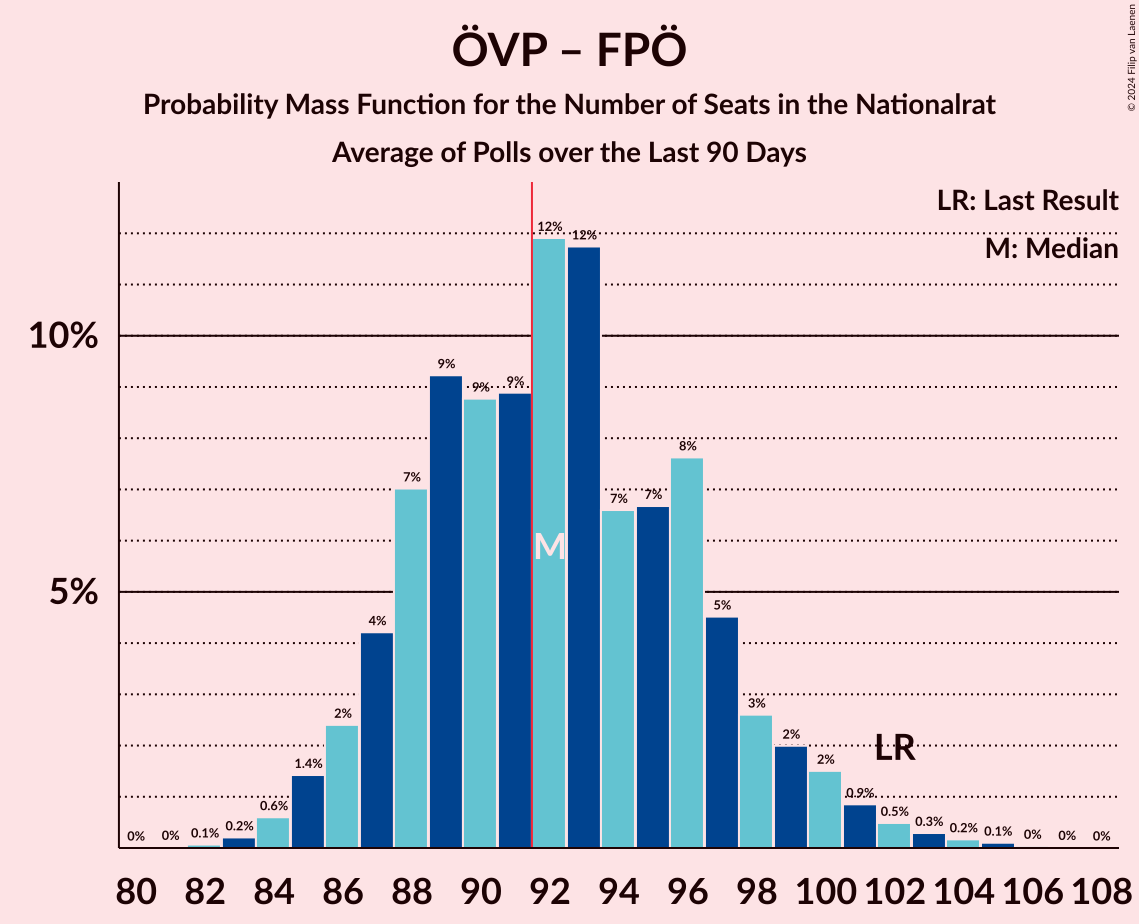 ÖVP – FPÖ
Probability Mass Function for the Number of Seats in the Nationalrat
Average of Polls over the Last 90 Days
© 2024 Filip van Laenen
LR: Last Result
M: Median
10%
5%
0% 0% 0.1% 0.2% 0.6% 1.4% 2% 4% 7% 9% 9% 9% 12% 12% 7% 7% 8% 5% 3% 2% 2% 0.9% 0.5% 0.3% 0.2% 0.1% 0% 0% 0%
M
LR
80 82 84 86 88 90 92 94 96 98 100 102 104 106 108